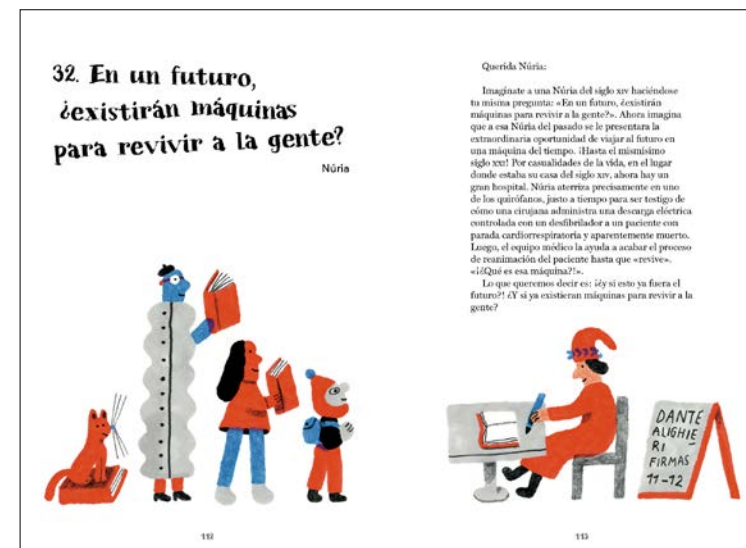 32. En un futuro,
¿existirán máquinas
para revivir a la gente?
Núria
112
Querida Núria:
Imagínate a una Núria del siglo XIV haciéndose
tu misma pregunta: «En un futuro, ¿existirán
máquinas para revivir a la gente?». Ahora imagina
que a esa Núria del pasado se le presentara la
extraordinaria oportunidad de viajar al futuro en
una máquina del tiempo. ¡Hasta el mismísimo
siglo XXI! Por casualidades de la vida, en el lugar
donde estaba su casa del siglo XIV, ahora hay un
gran hospital. Núria aterriza precisamente en uno
de los quirófanos, justo a tiempo para ser testigo de
cómo una cirujana administra una descarga eléctrica
controlada con un desfibrilador a un paciente con
parada cardiorrespiratoria y aparentemente muerto.
Luego, el equipo médico la ayuda a acabar el proceso
de reanimación del paciente hasta que «revive».
«¡¿Qué es esa máquina?!».
Lo que queremos decir es: ¡¿y si esto ya fuera el
futuro?! ¿Y si ya existieran máquinas para revivir a la
gente?
DANTE
ALIGHIE
RI
FIRMAS
11-12
113